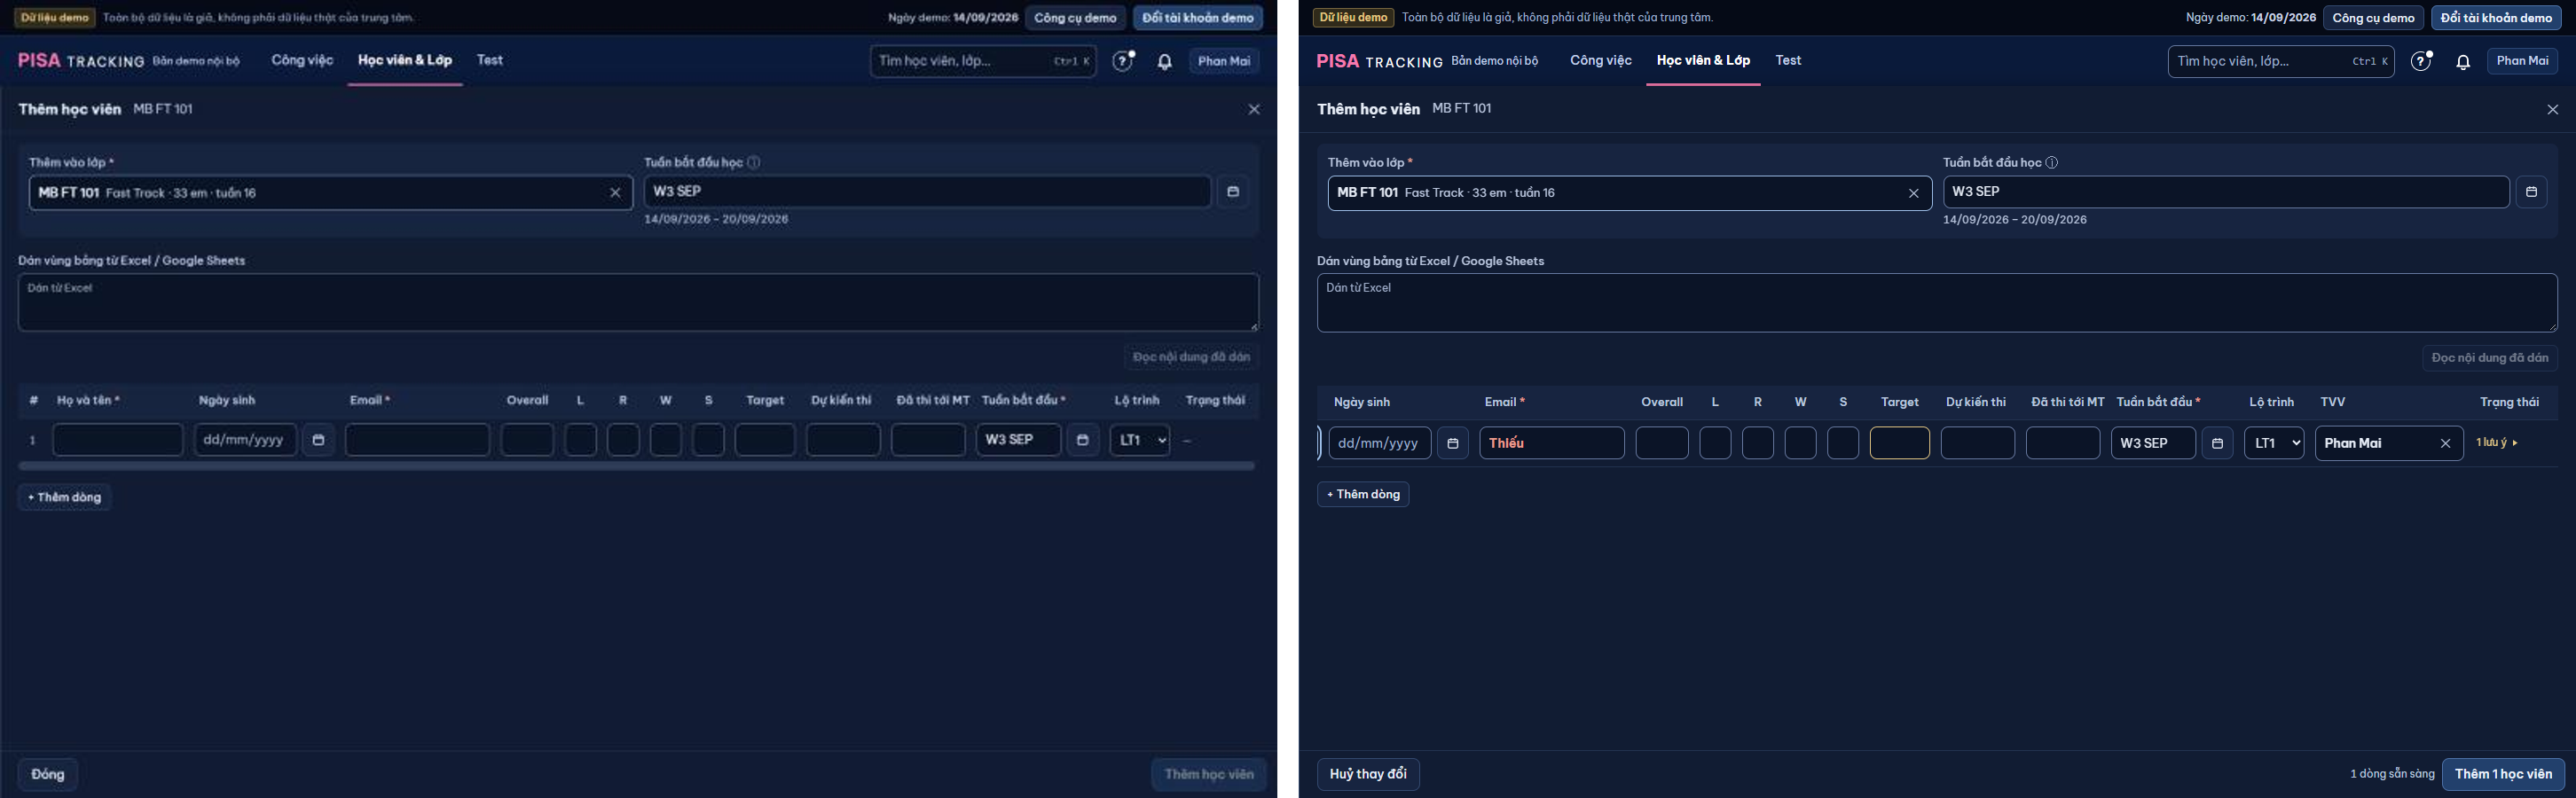 Dữ liệu demo Toàn bộ dữ liệu là giả, không phải dữ liệu thật của trung tâm. Ngày demo: 14/09/2026 Công cụ demo Đổi tài khoản demo
PISA TRACKING Bản demo nội bộ Công việc Học viên & Lớp Test Tìm học viên, lớp... Ctrl K ? Phan Mai
Thêm học viên MB FT 101
Thêm vào lớp * Tuần bắt đầu học
MB FT 101 Fast Track · 33 em · tuần 16 W3 SEP
14/09/2026 – 20/09/2026
Dán vùng bảng từ Excel / Google Sheets
Dán từ Excel
Đọc nội dung đã dán
# Họ và tên * Ngày sinh Email * Overall L R W S Target Dự kiến thi Đã thi tới MT Tuần bắt đầu * Lộ trình Trạng thái
1 dd/mm/yyyy W3 SEP LT1 –
+ Thêm dòng
Đóng Thêm học viên
Dữ liệu demo Toàn bộ dữ liệu là giả, không phải dữ liệu thật của trung tâm. Ngày demo: 14/09/2026 Công cụ demo Đổi tài khoản demo
PISA TRACKING Bản demo nội bộ Công việc Học viên & Lớp Test Tìm học viên, lớp... Ctrl K ? Phan Mai
Thêm học viên MB FT 101
Thêm vào lớp * Tuần bắt đầu học
MB FT 101 Fast Track · 33 em · tuần 16 W3 SEP
14/09/2026 – 20/09/2026
Dán vùng bảng từ Excel / Google Sheets
Dán từ Excel
Đọc nội dung đã dán
Ngày sinh Email * Overall L R W S Target Dự kiến thi Đã thi tới MT Tuần bắt đầu * Lộ trình TVV Trạng thái
dd/mm/yyyy Thiếu W3 SEP LT1 Phan Mai 1 lưu ý
+ Thêm dòng
Huỷ thay đổi 1 dòng sẵn sàng Thêm 1 học viên